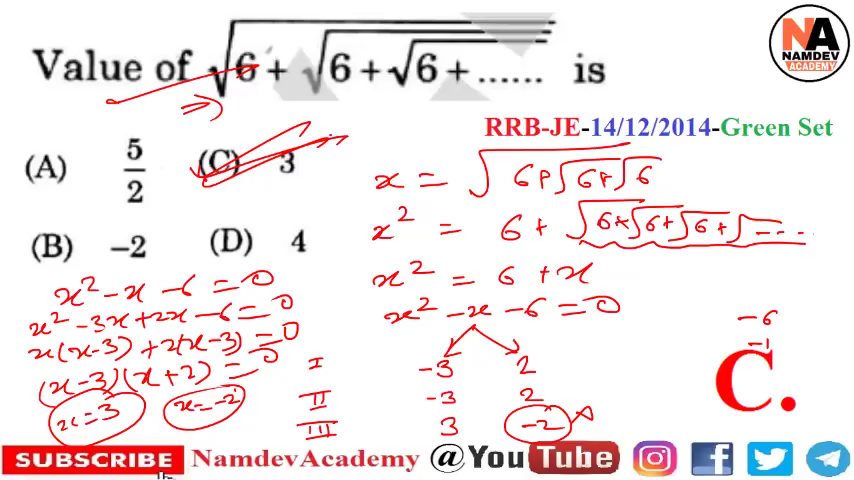 Value of √6 + √6 + √6 + ...... is
NA
NAMDEV
ACADEMY
⇒)
RRB-JE-14/12/2014-Green Set
(A) 5/2
(C) 3
(B) −2
(D) 4
x = √6+√6+√6
x² = 6 + √6+√6+√6+√----
x² = 6 + x
x² - x - 6 = 0
-3 2
-3 2
3 -2
x² - x - 6 = 0
x² - 3x + 2x - 6 = 0
x(x-3) + 2(x-3) = 0
(x-3)(x+2) = 0
x = 3 x = -2
I
II
III
-6
-1
C.
SUBSCRIBE NamdevAcademy @YouTube